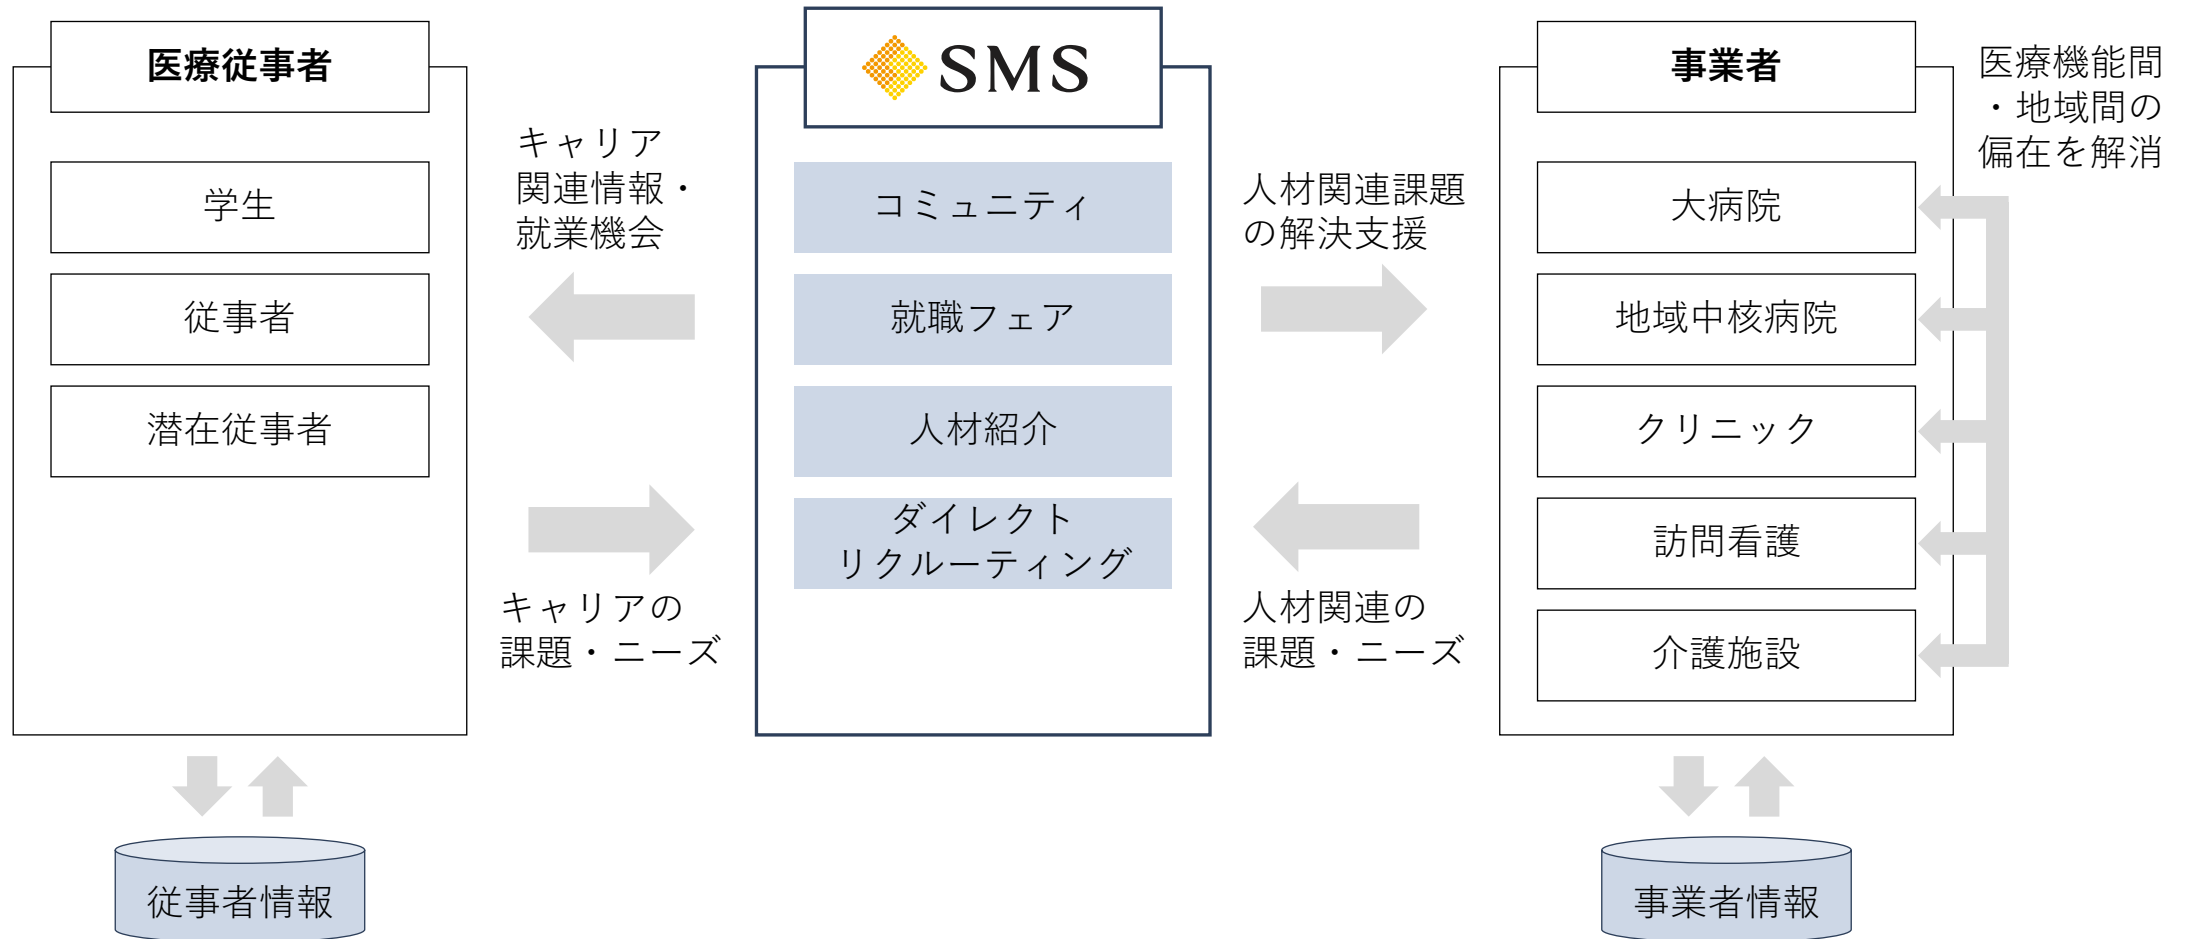 医療従事者
学生
従事者
潜在従事者
従事者情報
キャリア
関連情報・
就業機会
キャリアの
課題・ニーズ
SMS
コミュニティ
就職フェア
人材紹介
ダイレクト
リクルーティング
人材関連課題
の解決支援
人材関連の
課題・ニーズ
事業者
大病院
地域中核病院
クリニック
訪問看護
介護施設
事業者情報
医療機能間
・地域間の
偏在を解消